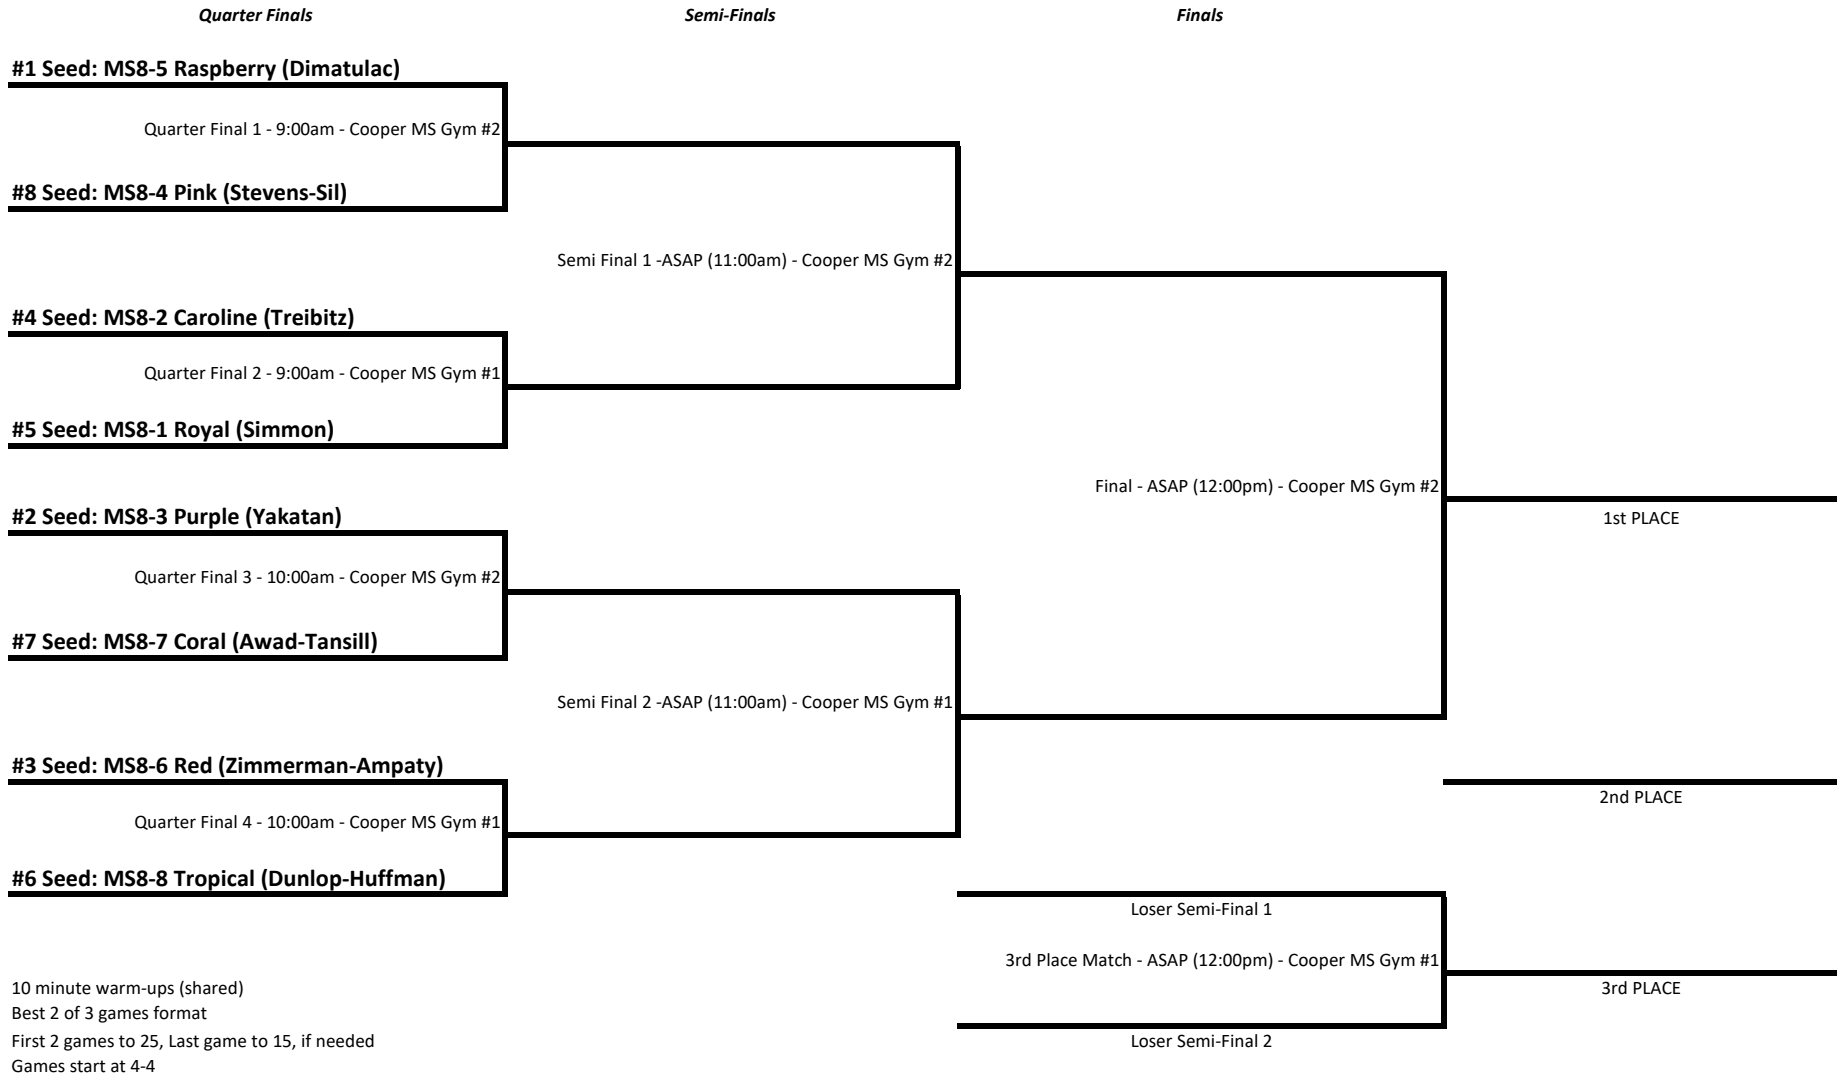 Quarter Finals
Semi-Finals
Finals
#1 Seed: MS8-5 Raspberry (Dimatulac)
Quarter Final 1 - 9:00am - Cooper MS Gym #2
#8 Seed: MS8-4 Pink (Stevens-Sil)
Semi Final 1 -ASAP (11:00am) - Cooper MS Gym #2
#4 Seed: MS8-2 Caroline (Treibitz)
Quarter Final 2 - 9:00am - Cooper MS Gym #1
#5 Seed: MS8-1 Royal (Simmon)
Final - ASAP (12:00pm) - Cooper MS Gym #2
1st PLACE
#2 Seed: MS8-3 Purple (Yakatan)
Quarter Final 3 - 10:00am - Cooper MS Gym #2
#7 Seed: MS8-7 Coral (Awad-Tansill)
Semi Final 2 -ASAP (11:00am) - Cooper MS Gym #1
#3 Seed: MS8-6 Red (Zimmerman-Ampaty)
2nd PLACE
Quarter Final 4 - 10:00am - Cooper MS Gym #1
#6 Seed: MS8-8 Tropical (Dunlop-Huffman)
Loser Semi-Final 1
3rd Place Match - ASAP (12:00pm) - Cooper MS Gym #1
3rd PLACE
Loser Semi-Final 2
10 minute warm-ups (shared)
Best 2 of 3 games format
First 2 games to 25, Last game to 15, if needed
Games start at 4-4